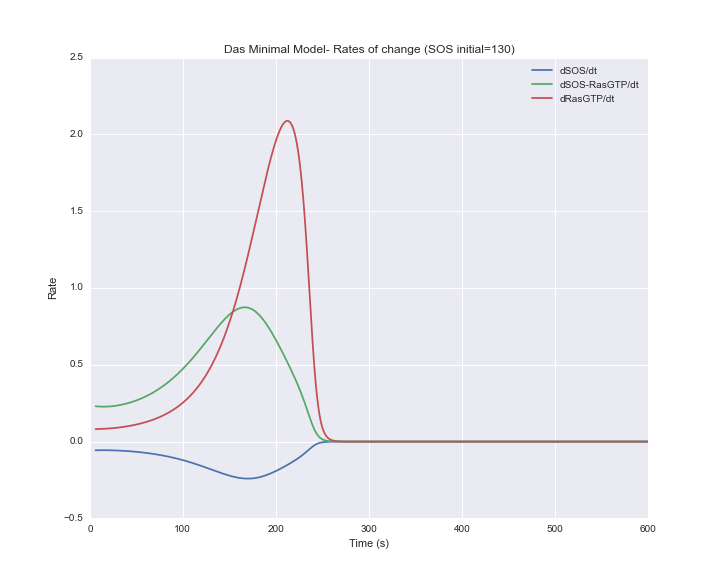 Das Minimal Model- Rates of change (SOS initial=130)
2.5
2.0
1.5
1.0
0.5
0.0
−0.5
Rate
dSOS/dt
dSOS-RasGTP/dt
dRasGTP/dt
0 100 200 300 400 500 600
Time (s)